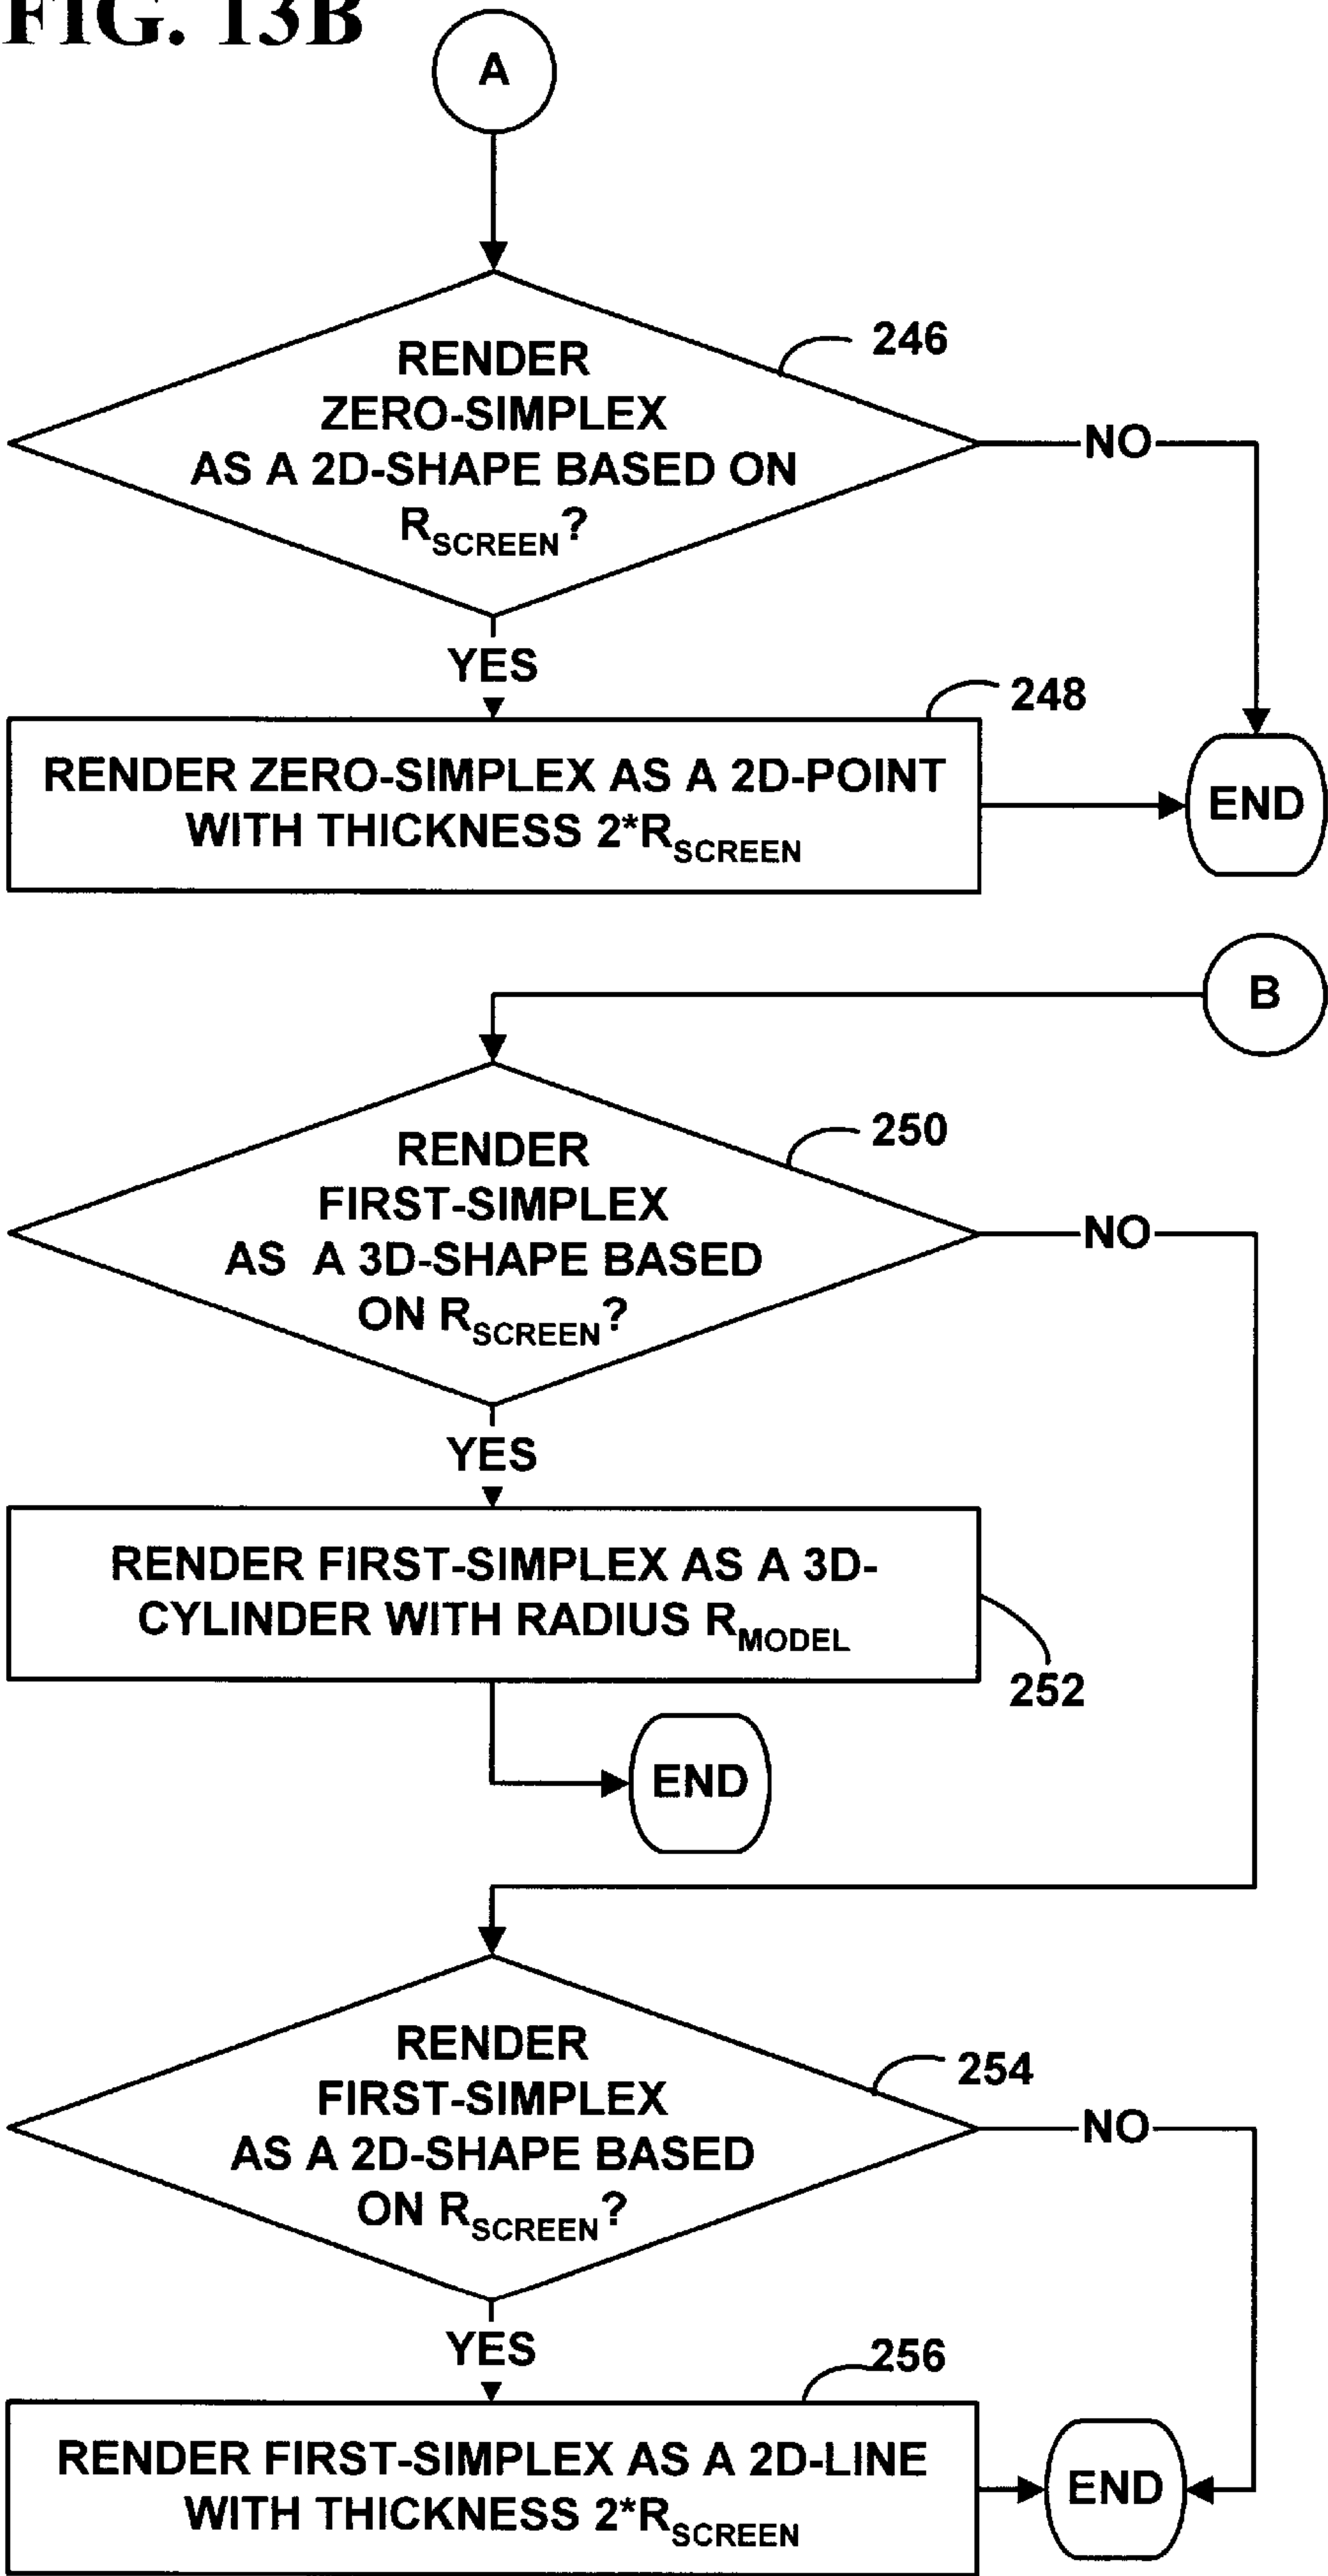 FIG. 13B
A
RENDER
ZERO-SIMPLEX
AS A 2D-SHAPE BASED ON
RSCREEN?
246
NO
YES
248
RENDER ZERO-SIMPLEX AS A 2D-POINT
WITH THICKNESS 2*RSCREEN
END
B
RENDER
FIRST-SIMPLEX
AS A 3D-SHAPE BASED
ON RSCREEN?
250
NO
YES
RENDER FIRST-SIMPLEX AS A 3D-
CYLINDER WITH RADIUS RMODEL
252
END
RENDER
FIRST-SIMPLEX
AS A 2D-SHAPE BASED
ON RSCREEN?
254
NO
YES
256
RENDER FIRST-SIMPLEX AS A 2D-LINE
WITH THICKNESS 2*RSCREEN
END